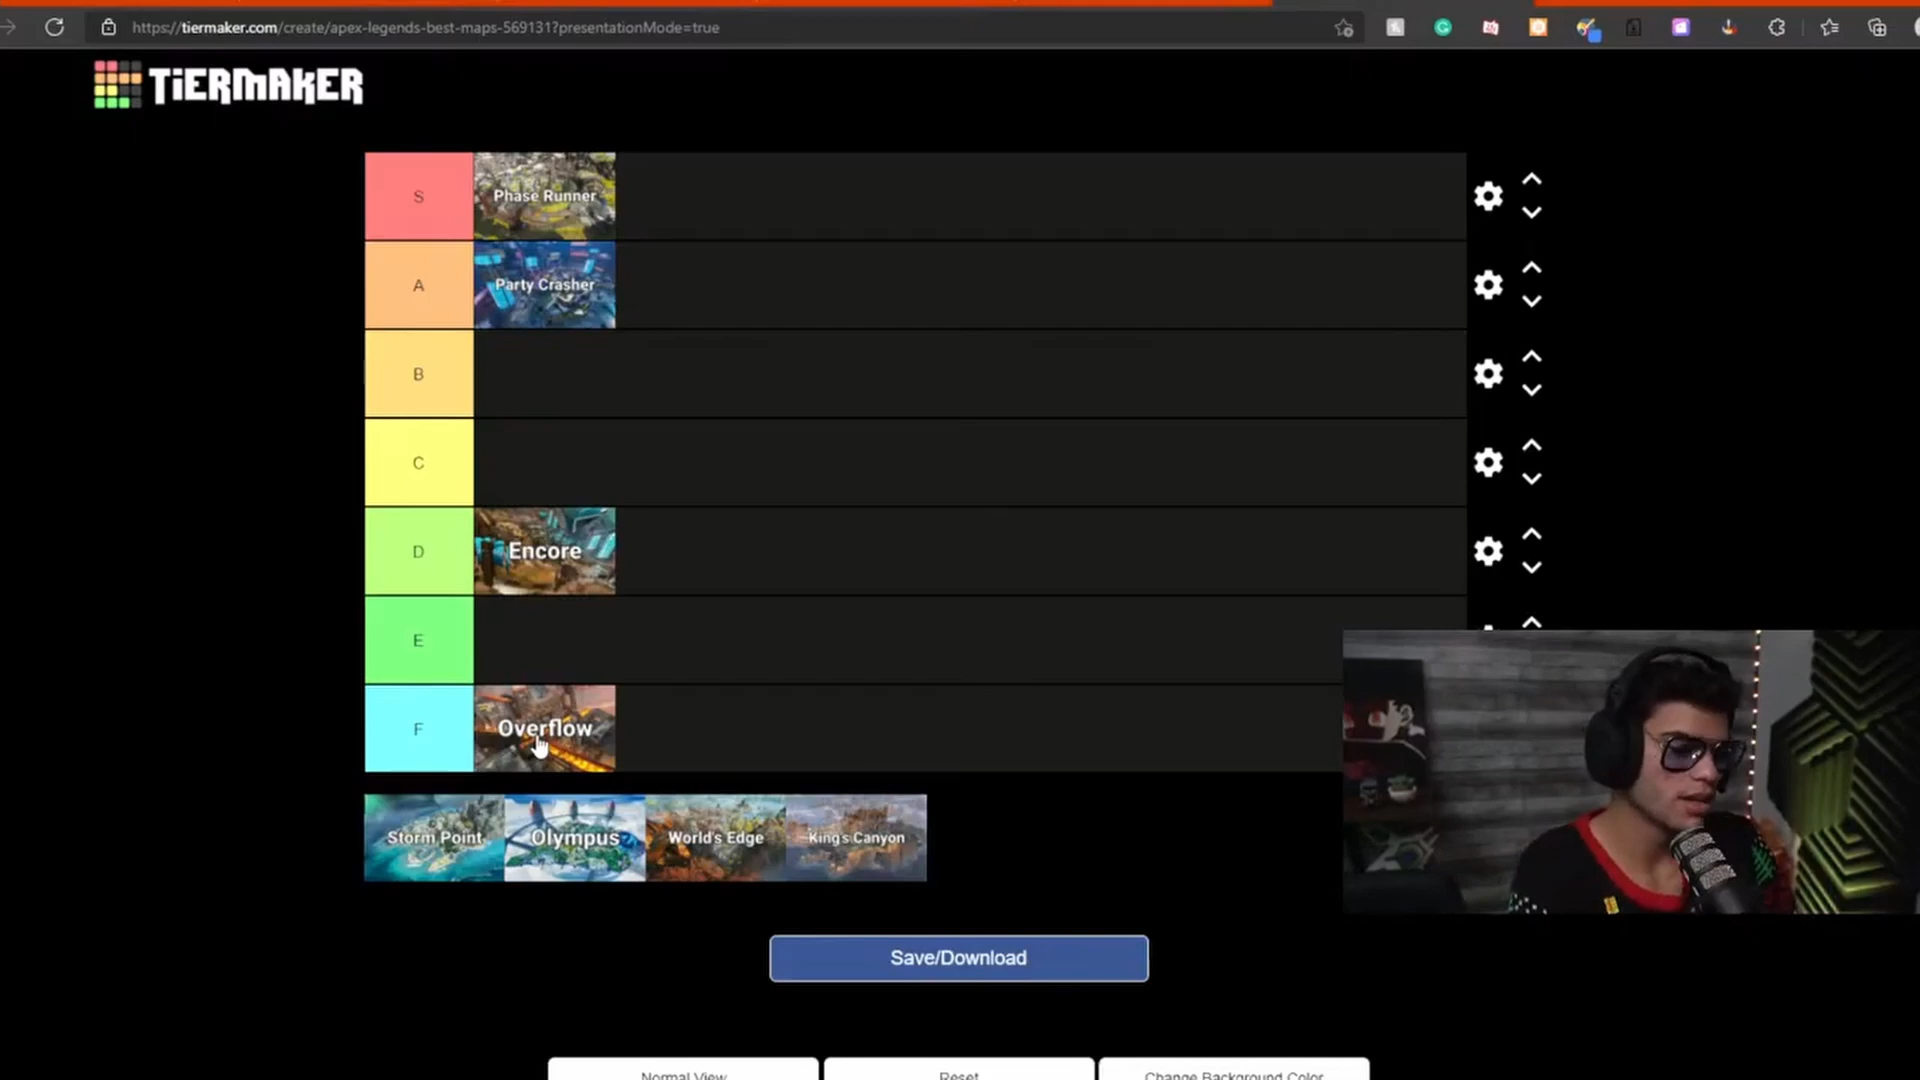 https://tiermaker.com/create/apex-legends-best-maps-569131?presentationMode=true
TiERMAKER
S
Phase Runner
A
Party Crasher
B
C
D
Encore
E
F
Overflow
Storm Point
Olympus
World's Edge
King's Canyon
Save/Download
Normal View
Reset
Change Background Color